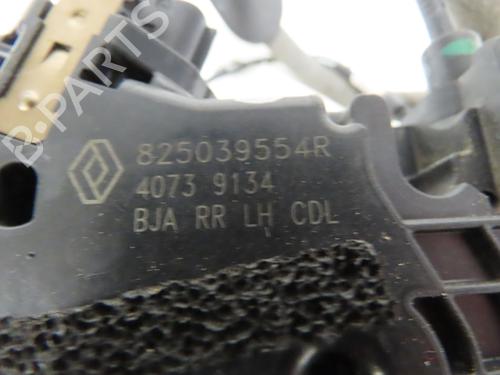 B-PARTS
825039554R
4073 9134
BJA RR LH CDL